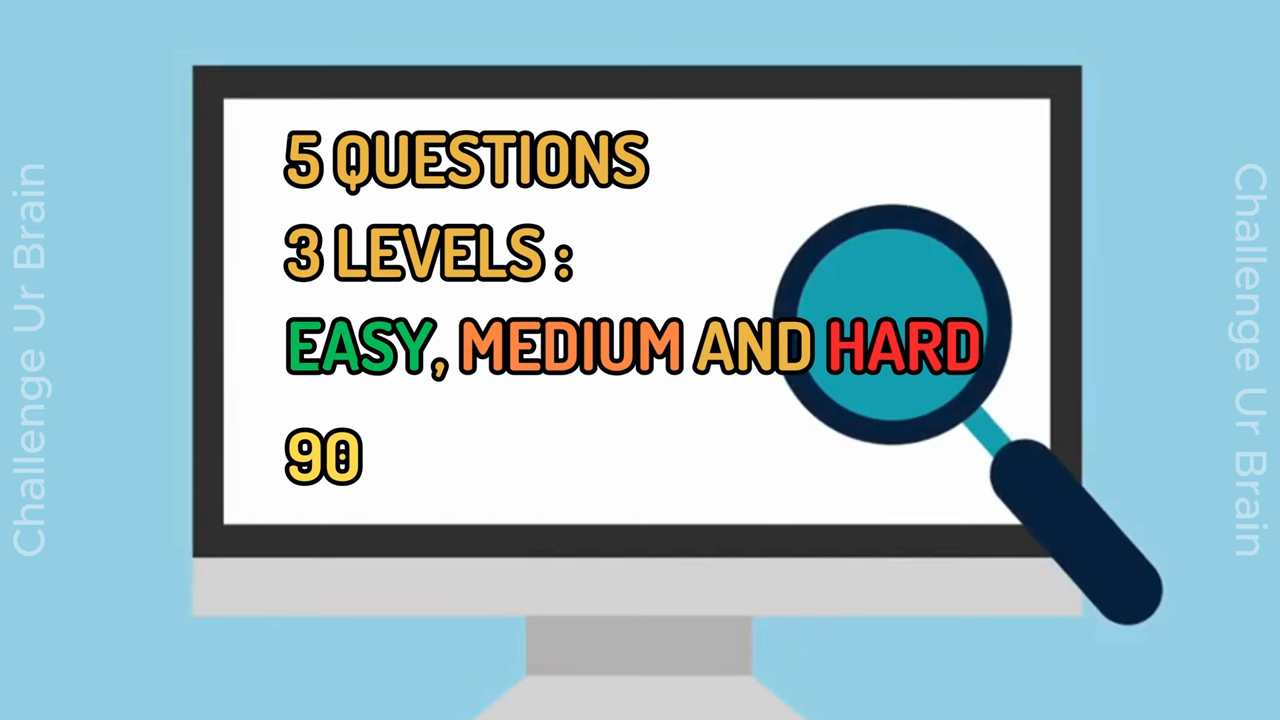 5 QUESTIONS
3 LEVELS :
EASY, MEDIUM AND HARD
90
Challenge Ur Brain
Challenge Ur Brain